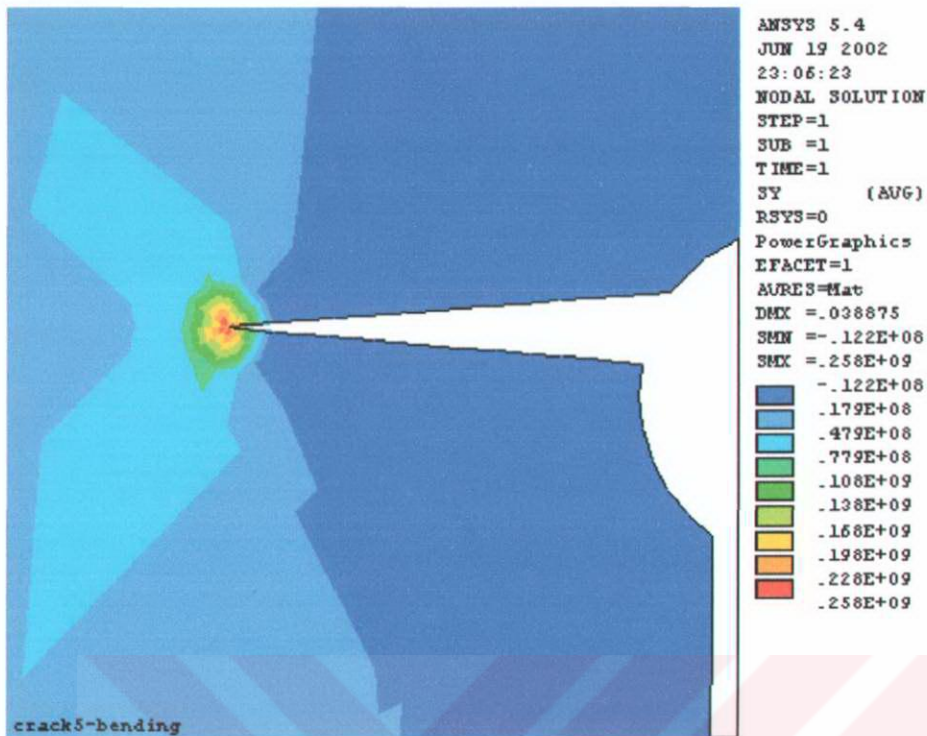 ANSYS 5.4
JUN 19 2002
23:06:23
NODAL SOLUTION
STEP=1
SUB =1
TIME=1
SY (AVG)
RSYS=0
PowerGraphics
EFACET=1
AVRES=Mat
DMX =.038875
SMN =-.122E+08
SMX =.258E+09
-.122E+08
.179E+08
.479E+08
.779E+08
.108E+09
.138E+09
.168E+09
.198E+09
.228E+09
.258E+09
crack5-bending